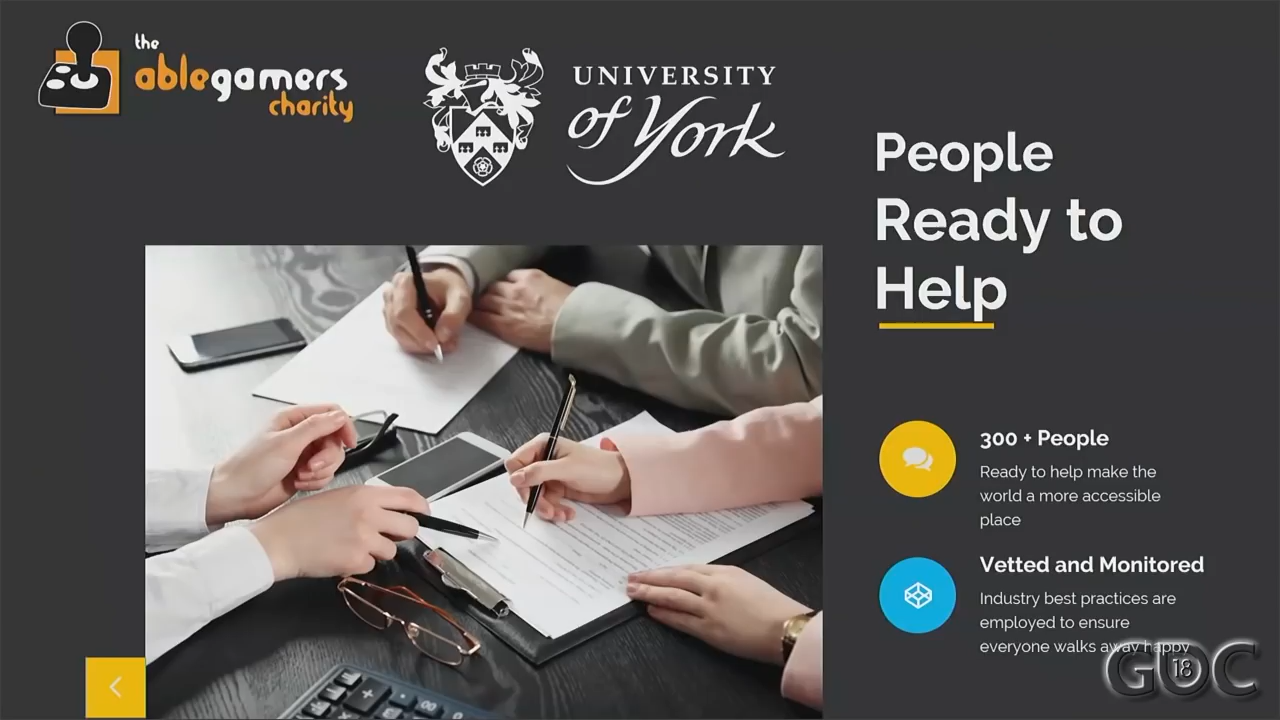 the
ablegamers
charity
UNIVERSITY
of York
People
Ready to
Help
300 + People
Ready to help make the
world a more accessible
place
Vetted and Monitored
Industry best practices are
employed to ensure
everyone walks away happy
GDC
18